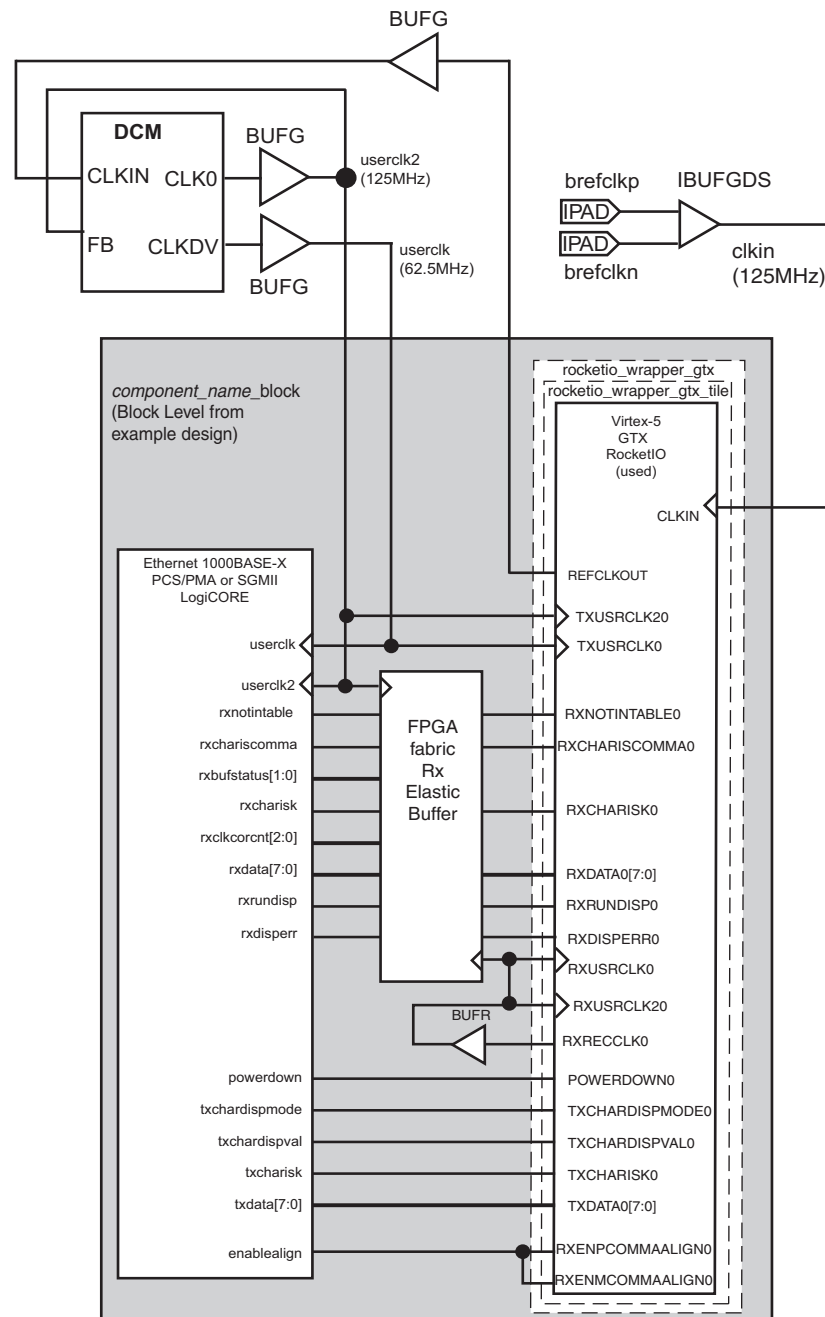 BUFG
DCM
CLKIN
CLK0
FB
CLKDV
BUFG
BUFG
userclk2
(125MHz)
userclk
(62.5MHz)
brefclkp
IPAD
IPAD
brefclkn
IBUFGDS
clkin
(125MHz)
component_name_block
(Block Level from
example design)
rocketio_wrapper_gtx
rocketio_wrapper_gtx_tile
Virtex-5
GTX
RocketIO
(used)
CLKIN
REFCLKOUT
TXUSRCLK20
TXUSRCLK0
RXNOTINTABLE0
RXCHARISCOMMA0
RXCHARISK0
RXDATA0[7:0]
RXRUNDISP0
RXDISPERR0
RXUSRCLK0
RXUSRCLK20
RXRECCLK0
POWERDOWN0
TXCHARDISPMODE0
TXCHARDISPVAL0
TXCHARISK0
TXDATA0[7:0]
RXENPCOMMAALIGN0
RXENMCOMMAALIGN0
Ethernet 1000BASE-X
PCS/PMA or SGMII
LogiCORE
userclk
userclk2
rxnotintable
rxchariscomma
rxbufstatus[1:0]
rxcharisk
rxclkcorcnt[2:0]
rxdata[7:0]
rxrundisp
rxdisperr
powerdown
txchardispmode
txchardispval
txcharisk
txdata[7:0]
enablealign
FPGA
fabric
Rx
Elastic
Buffer
BUFR